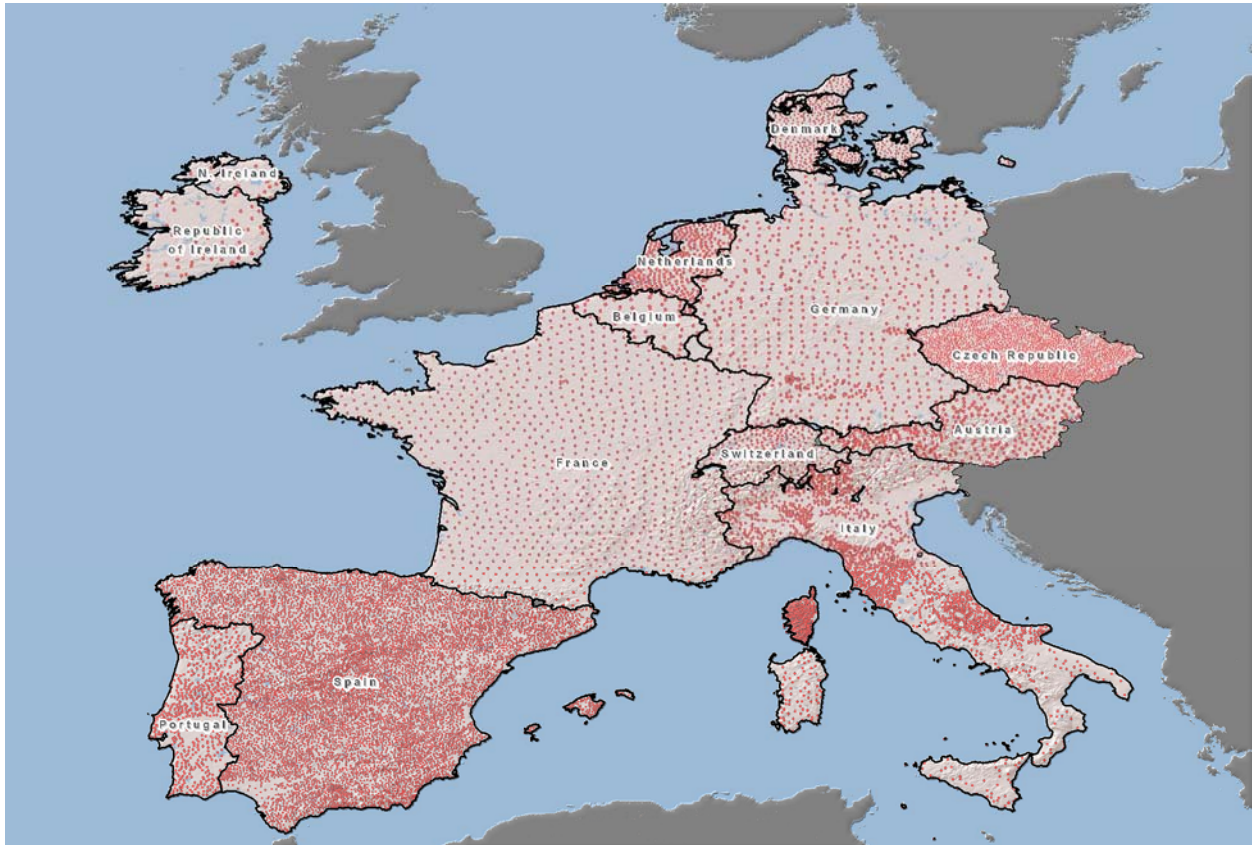 Denmark
N. Ireland
Republic
of Ireland
Netherlands
Germany
Belgium
Czech Republic
Austria
Switzerland
France
Italy
Spain
Portugal